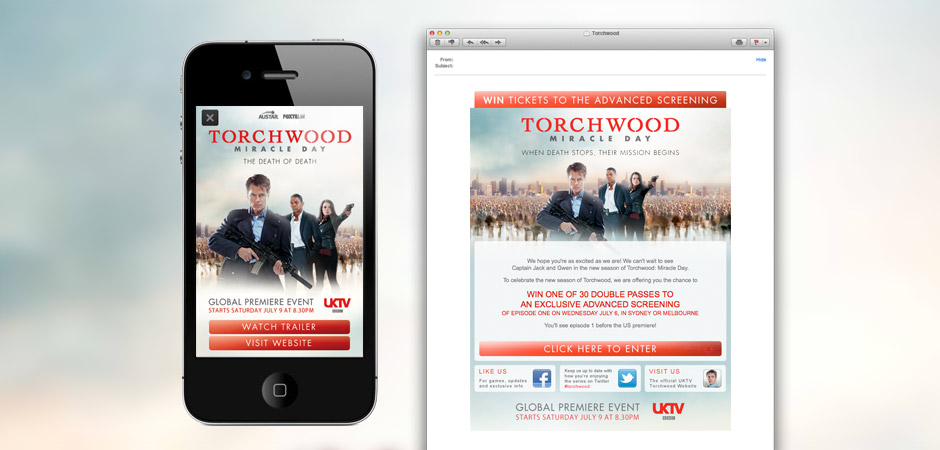 AUSTAR FOXTEL
TORCHWOOD
MIRACLE DAY
THE DEATH OF DEATH
GLOBAL PREMIERE EVENT
STARTS SATURDAY JULY 9 AT 8.30PM
UKTV
BBC
WATCH TRAILER
VISIT WEBSITE
Torchwood
From:
Hide
Subject:
WIN TICKETS TO THE ADVANCED SCREENING
TORCHWOOD
MIRACLE DAY
WHEN DEATH STOPS, THEIR MISSION BEGINS
We hope you're as excited as we are! We can't wait to see
Captain Jack and Gwen in the new season of Torchwood: Miracle Day.
To celebrate the new season of Torchwood, we are offering you the chance to
WIN ONE OF 30 DOUBLE PASSES TO
AN EXCLUSIVE ADVANCED SCREENING
OF EPISODE ONE ON WEDNESDAY JULY 6, IN SYDNEY OR MELBOURNE
You'll see episode 1 before the US premiere!
CLICK HERE TO ENTER
LIKE US
For games, updates
and exclusive info
Keep us up to date with
how you're enjoying
the series on Twitter
#torchwood
VISIT US
The official UKTV
Torchwood Website
GLOBAL PREMIERE EVENT
STARTS SATURDAY JULY 9 AT 8.30PM
UKTV
BBC